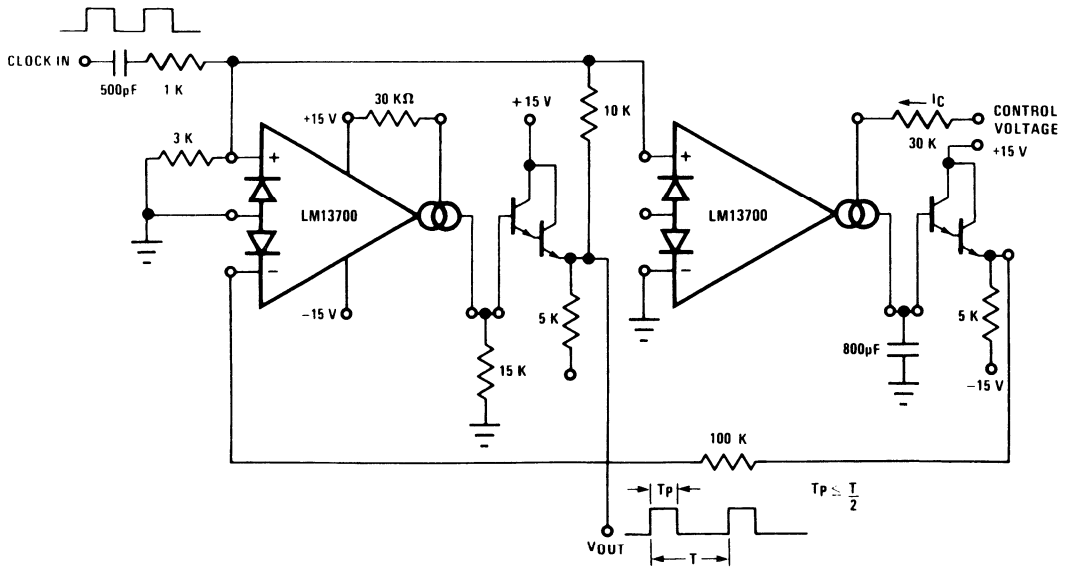 CLOCK IN
500pF
1 K
3 K
+15 V
30 KΩ
+
LM13700
−
−15 V
+15 V
10 K
5 K
15 K
+
LM13700
−
IC
30 K
CONTROL
VOLTAGE
+15 V
5 K
800pF
−15 V
100 K
TP
TP ≤ T/2
VOUT
T